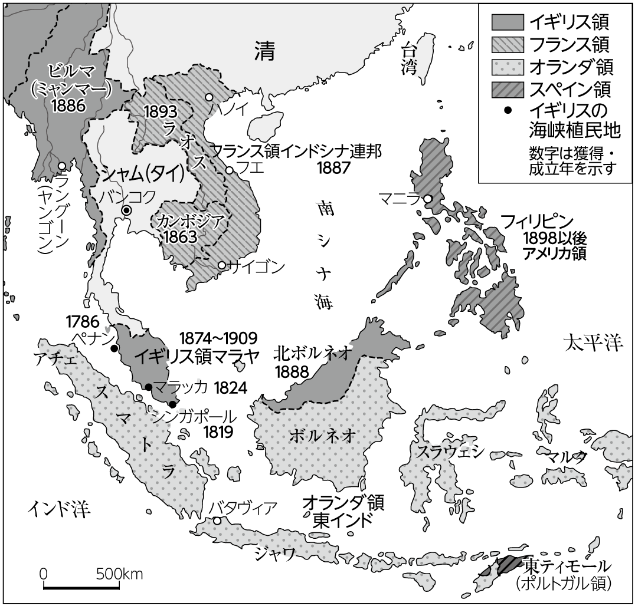 イギリス領
フランス領
オランダ領
スペイン領
イギリスの
海峡植民地
数字は獲得・
成立年を示す
清
台湾
ビルマ
(ミャンマー)
1886
1893
ラオス
ハノイ
フランス領インドシナ連邦
1887
フエ
シャム(タイ)
バンコク
ラングーン
(ヤンゴン)
カンボジア
1863
サイゴン
南シナ海
マニラ
フィリピン
1898以後
アメリカ領
太平洋
1786
ペナン
1874〜1909
イギリス領マラヤ
マラッカ 1824
シンガポール
1819
北ボルネオ
1888
アチェ
スマトラ
ボルネオ
スラウェシ
マルク
インド洋
バタヴィア
オランダ領
東インド
ジャワ
東ティモール
(ポルトガル領)
0 500km